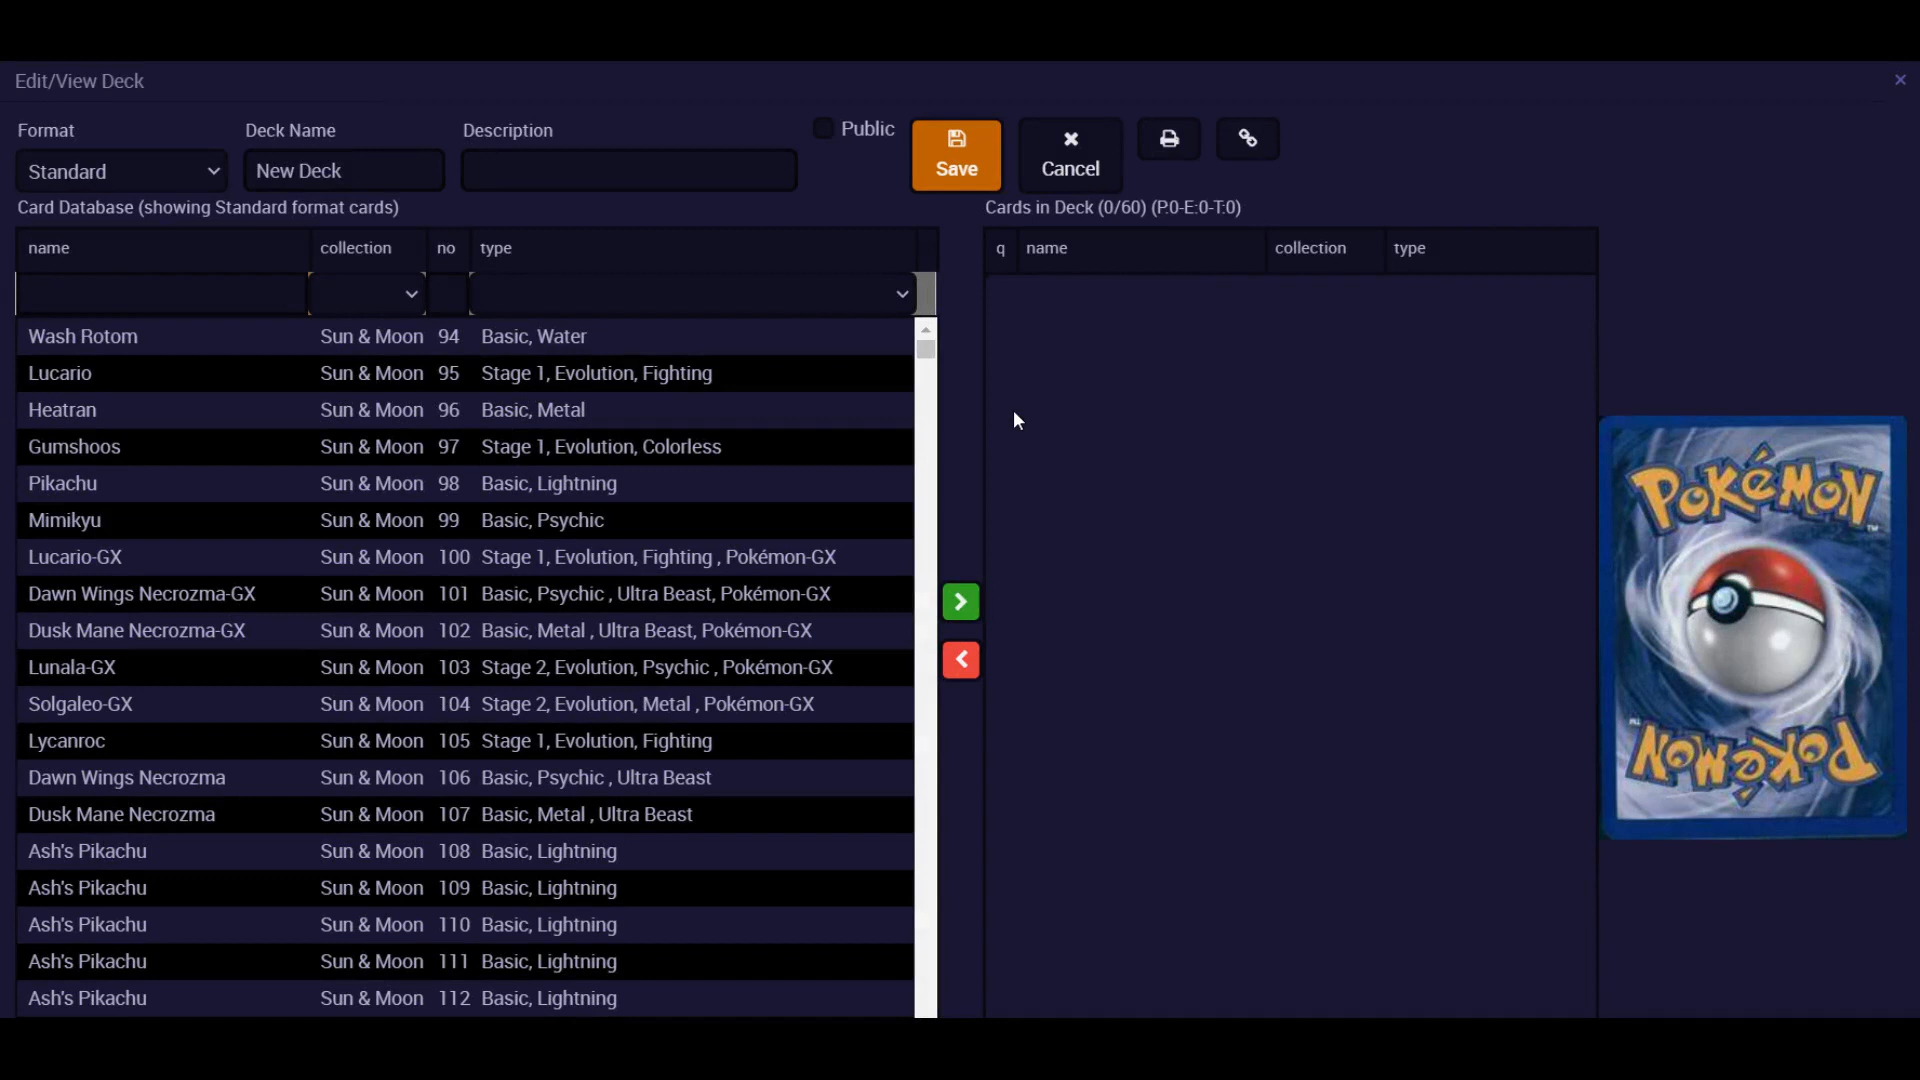 Edit/View Deck
Format Deck Name Description Public
Standard New Deck Save Cancel
Card Database (showing Standard format cards) Cards in Deck (0/60) (P:0-E:0-T:0)
name collection no type q name collection type
Wash Rotom Sun & Moon 94 Basic, Water
Lucario Sun & Moon 95 Stage 1, Evolution, Fighting
Heatran Sun & Moon 96 Basic, Metal
Gumshoos Sun & Moon 97 Stage 1, Evolution, Colorless
Pikachu Sun & Moon 98 Basic, Lightning
Mimikyu Sun & Moon 99 Basic, Psychic
Lucario-GX Sun & Moon 100 Stage 1, Evolution, Fighting , Pokémon-GX
Dawn Wings Necrozma-GX Sun & Moon 101 Basic, Psychic , Ultra Beast, Pokémon-GX
Dusk Mane Necrozma-GX Sun & Moon 102 Basic, Metal , Ultra Beast, Pokémon-GX
Lunala-GX Sun & Moon 103 Stage 2, Evolution, Psychic , Pokémon-GX
Solgaleo-GX Sun & Moon 104 Stage 2, Evolution, Metal , Pokémon-GX
Lycanroc Sun & Moon 105 Stage 1, Evolution, Fighting
Dawn Wings Necrozma Sun & Moon 106 Basic, Psychic , Ultra Beast
Dusk Mane Necrozma Sun & Moon 107 Basic, Metal , Ultra Beast
Ash's Pikachu Sun & Moon 108 Basic, Lightning
Ash's Pikachu Sun & Moon 109 Basic, Lightning
Ash's Pikachu Sun & Moon 110 Basic, Lightning
Ash's Pikachu Sun & Moon 111 Basic, Lightning
Ash's Pikachu Sun & Moon 112 Basic, Lightning
POKéMON ™
POKéMON ™